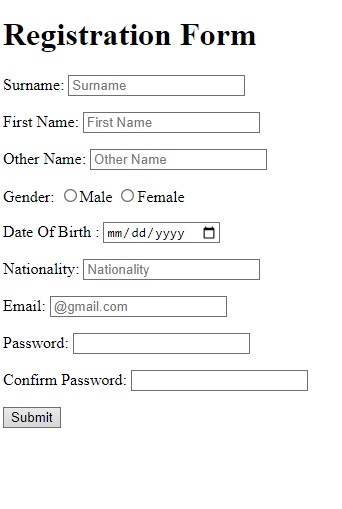 Registration Form
Surname: Surname
First Name: First Name
Other Name: Other Name
Gender: Male Female
Date Of Birth : mm/dd/yyyy
Nationality: Nationality
Email: @gmail.com
Password:
Confirm Password:
Submit